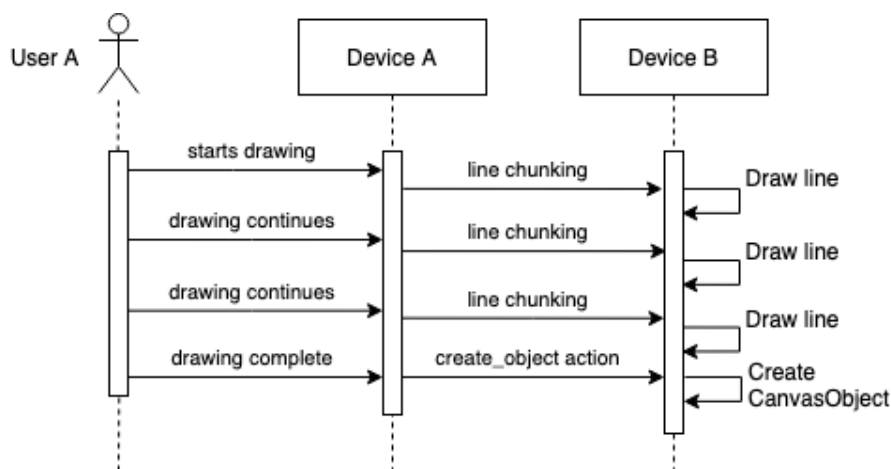 User A
Device A
Device B
starts drawing
line chunking
Draw line
drawing continues
line chunking
Draw line
drawing continues
line chunking
Draw line
drawing complete
create_object action
Create
CanvasObject